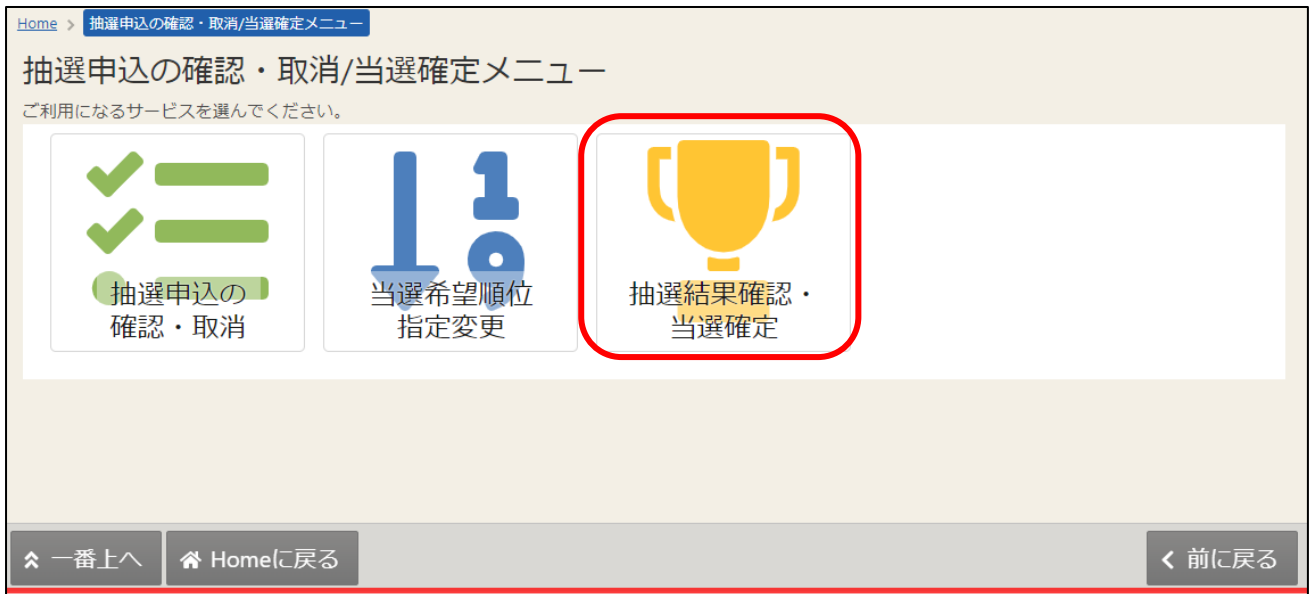 Home > 抽選申込の確認・取消/当選確定メニュー
抽選申込の確認・取消/当選確定メニュー
ご利用になるサービスを選んでください。
抽選申込の
確認・取消
当選希望順位
指定変更
抽選結果確認・
当選確定
一番上へ
Homeに戻る
前に戻る